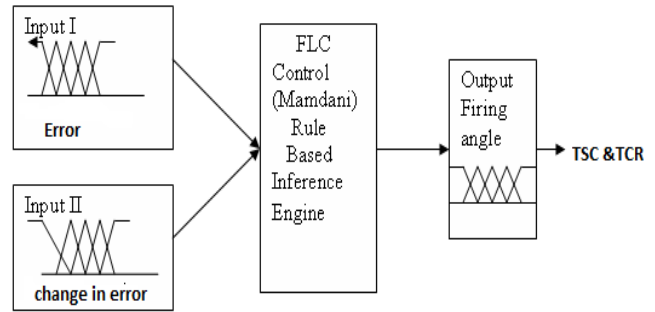 Input I
Error
Input II
change in error
FLC
Control
(Mamdani)
Rule
Based
Inference
Engine
Output
Firing
angle
TSC &TCR